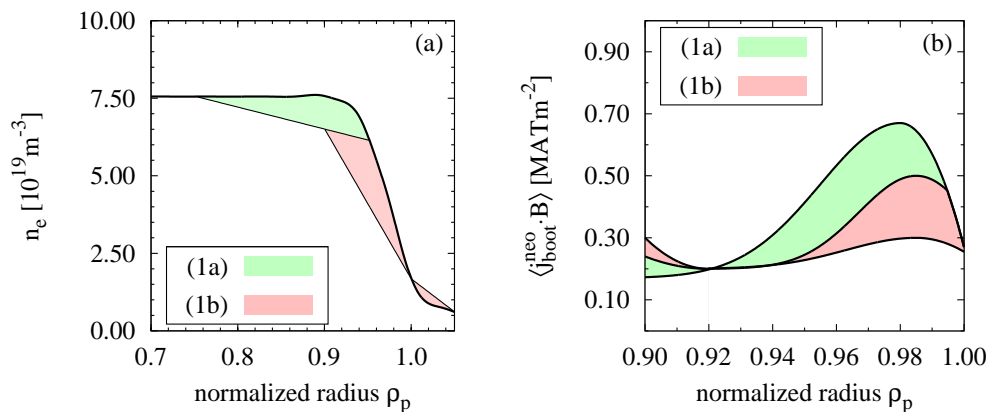 10.00
7.50
5.00
2.50
0.00
0.7 0.8 0.9 1.0
n_e [10^19 m^-3]
normalized radius ρ_p
(a)
(1a)
(1b)
0.90
0.70
0.50
0.30
0.10
0.90 0.92 0.94 0.96 0.98 1.00
⟨j_boot^neo·B⟩ [MATm^-2]
normalized radius ρ_p
(b)
(1a)
(1b)